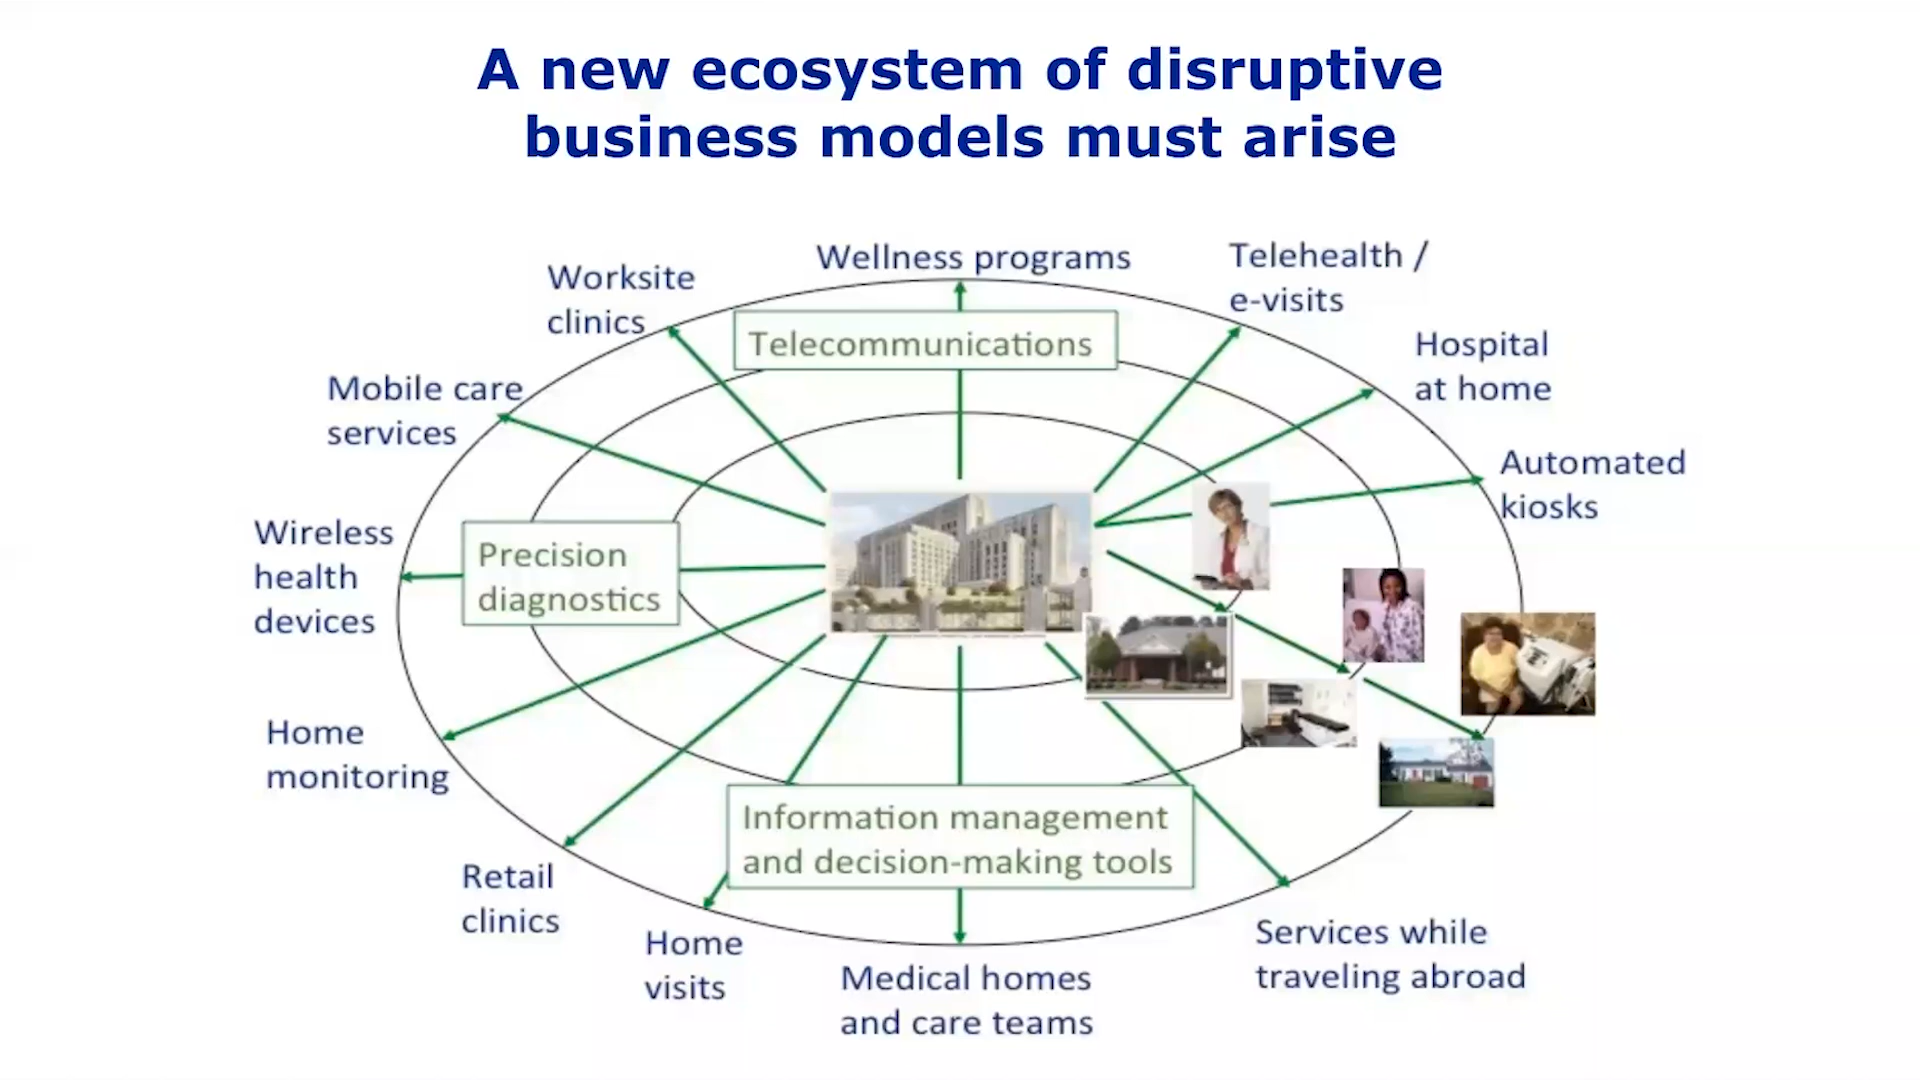 A new ecosystem of disruptive
business models must arise
Wellness programs
Telehealth /
e-visits
Worksite
clinics
Telecommunications
Hospital
at home
Mobile care
services
Automated
kiosks
Wireless
health
devices
Precision
diagnostics
Home
monitoring
Information management
and decision-making tools
Retail
clinics
Home
visits
Medical homes
and care teams
Services while
traveling abroad